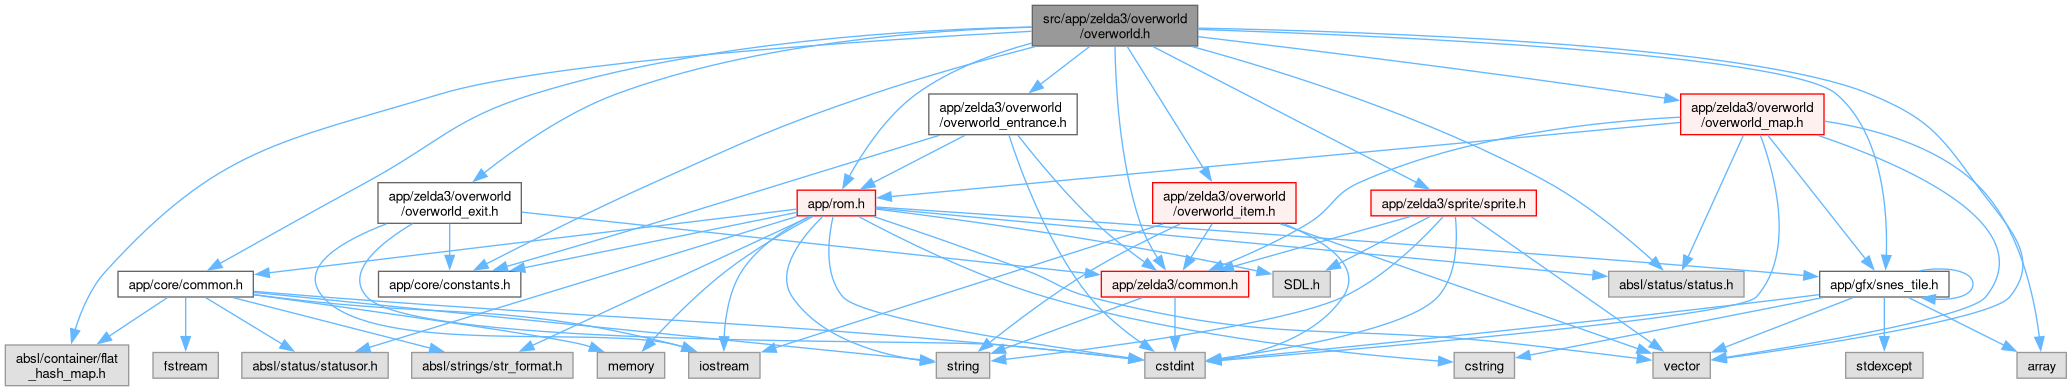 src/app/zelda3/overworld
/overworld.h
app/zelda3/overworld
/overworld_entrance.h
app/zelda3/overworld
/overworld_map.h
app/zelda3/overworld
/overworld_exit.h
app/rom.h
app/zelda3/overworld
/overworld_item.h
app/zelda3/sprite/sprite.h
app/core/common.h
app/core/constants.h
app/zelda3/common.h
SDL.h
absl/status/status.h
app/gfx/snes_tile.h
absl/container/flat
_hash_map.h
fstream
absl/status/statusor.h
absl/strings/str_format.h
memory
iostream
string
cstdint
cstring
vector
stdexcept
array